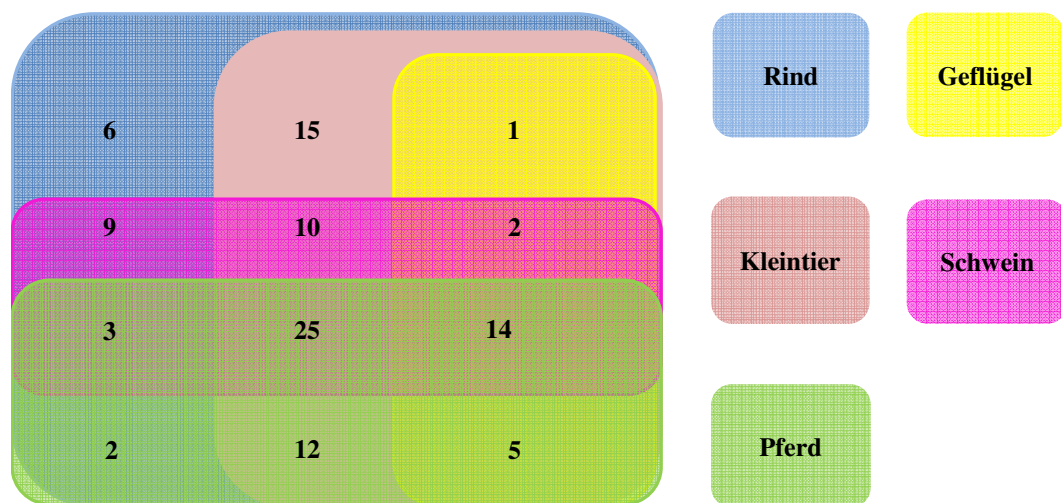 6 15 1
9 10 2
3 25 14
2 12 5
Rind Geflügel
Kleintier Schwein
Pferd